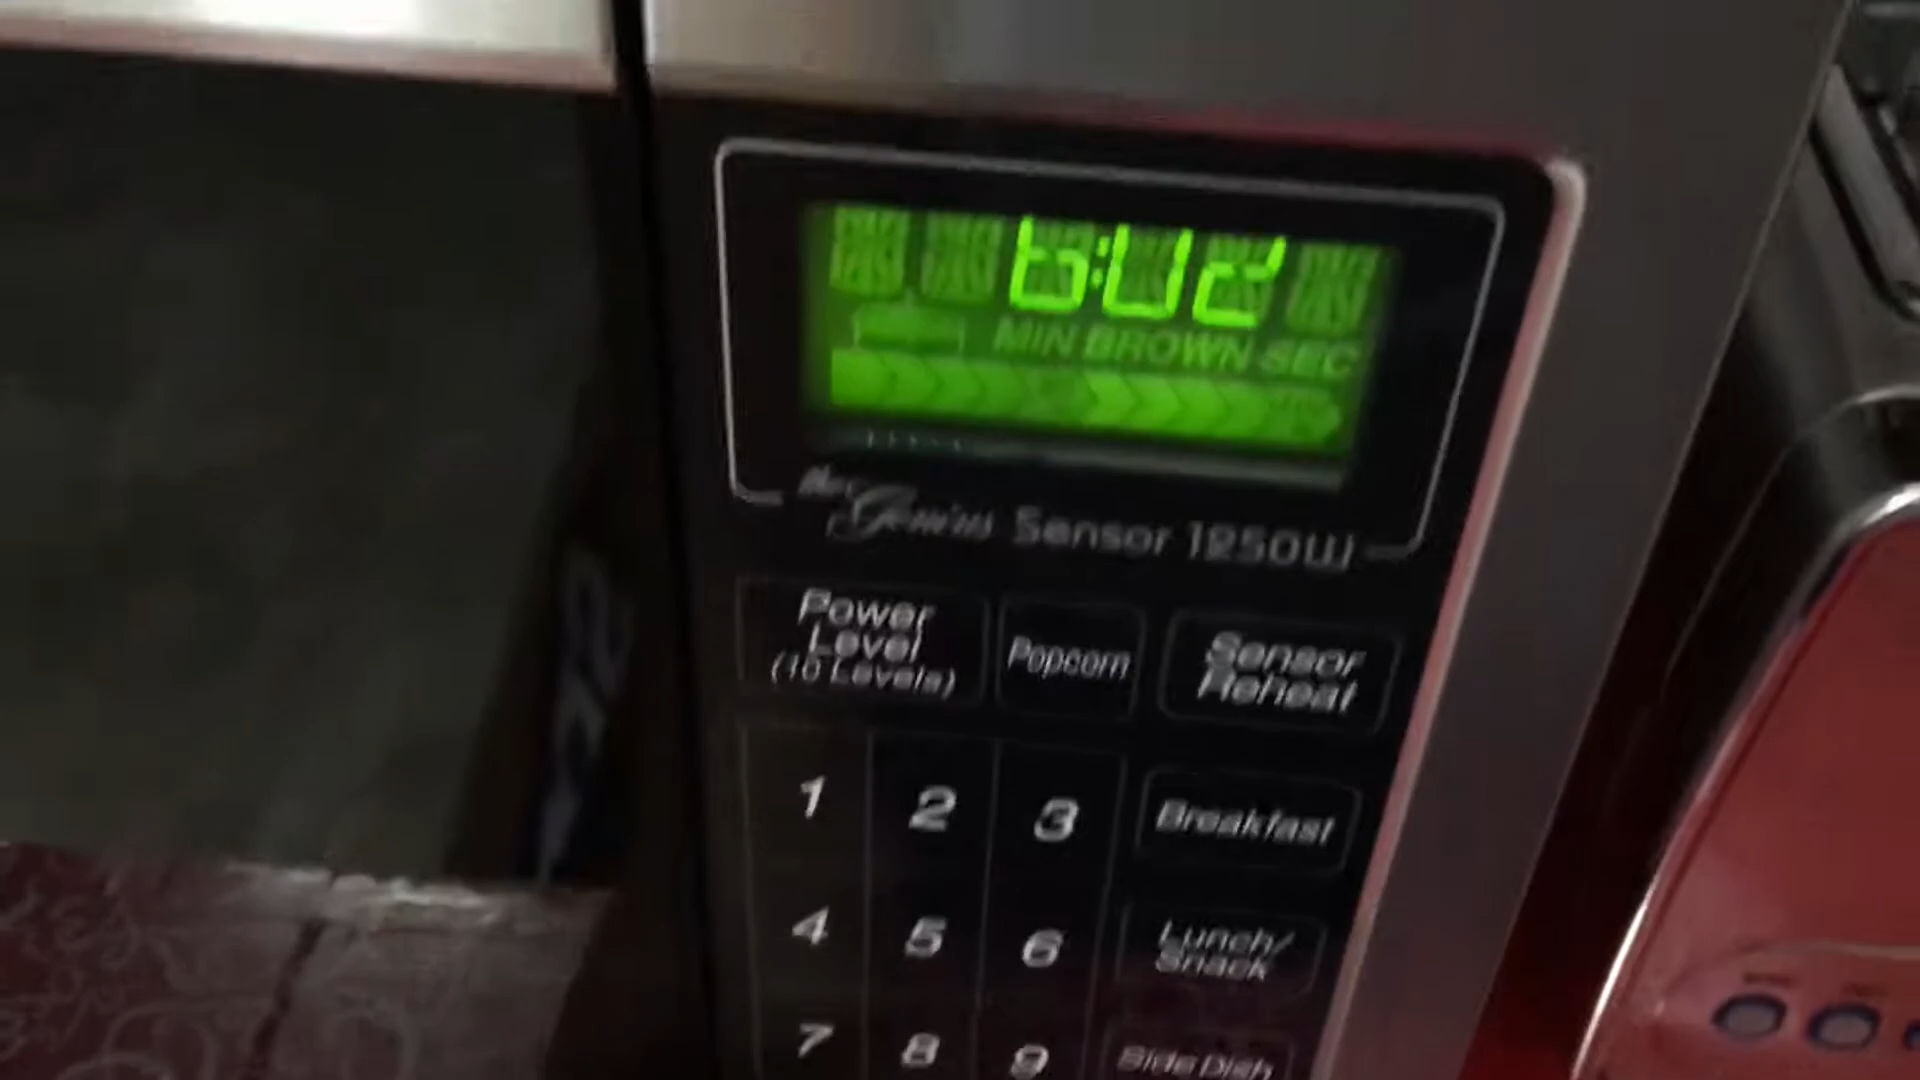 6:02
MIN BROWN SEC
Genius Sensor 1250W
Power
Level
(10 Levels)
Popcorn
Sensor
Reheat
1 2 3
Breakfast
4 5 6
Lunch/
Snack
7 8 9
Side Dish